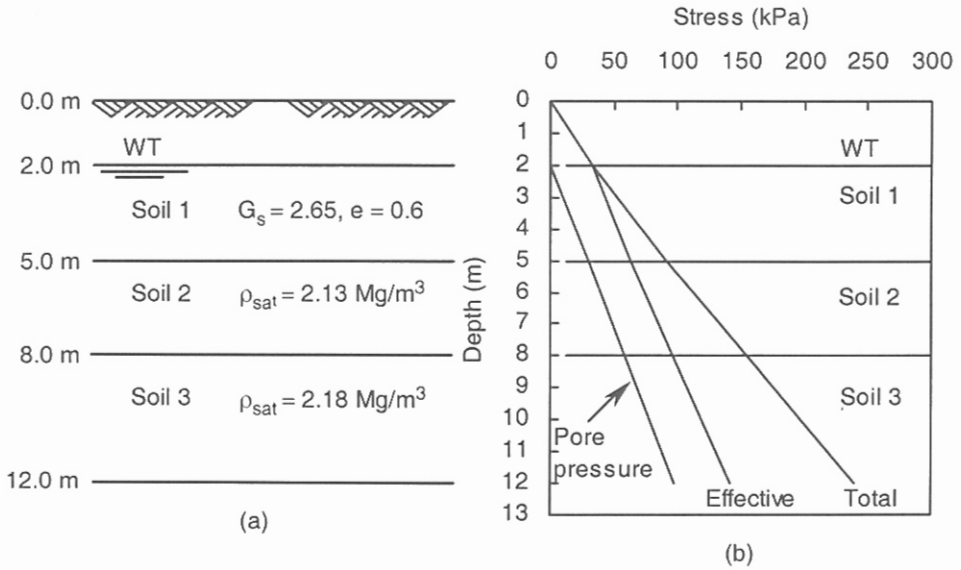 0.0 m
WT
2.0 m
Soil 1 Gₛ = 2.65, e = 0.6
5.0 m
Soil 2 ρsat = 2.13 Mg/m³
8.0 m
Soil 3 ρsat = 2.18 Mg/m³
12.0 m
(a)
Stress (kPa)
0 50 100 150 200 250 300
Depth (m)
0
1
2
3
4
5
6
7
8
9
10
11
12
13
WT
Soil 1
Soil 2
Soil 3
Pore
pressure
Effective
Total
(b)